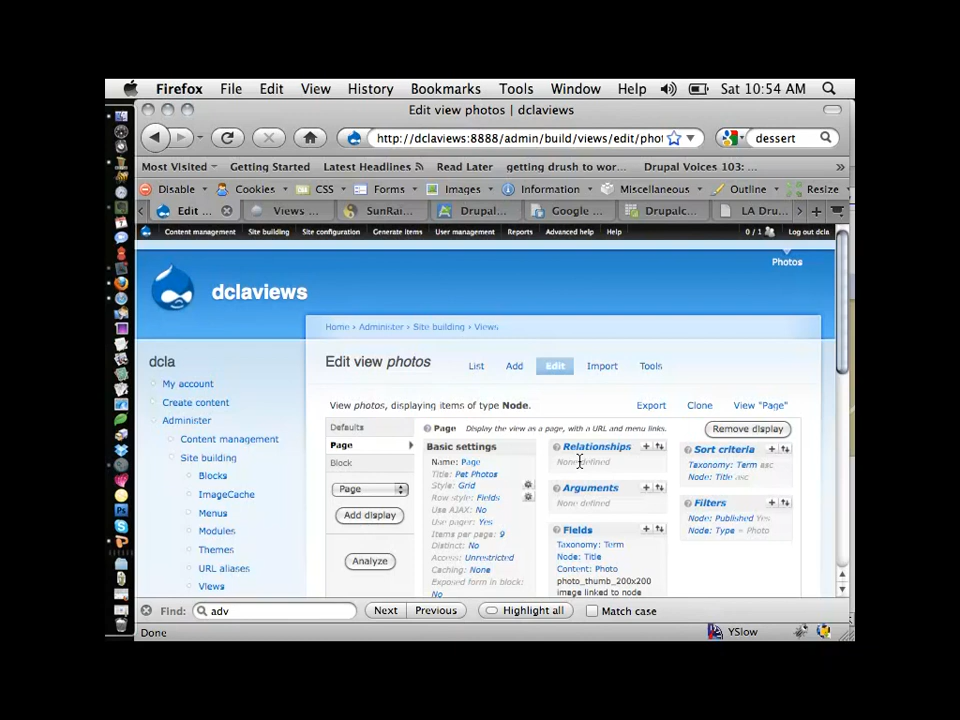 Firefox File Edit View History Bookmarks Tools Window Help Sat 10:54 AM
Edit view photos | dclaviews
http://dclaviews:8888/admin/build/views/edit/phot dessert
Most Visited Getting Started Latest Headlines Read Later getting drush to wor... Drupal Voices 103:... »
Disable Cookies CSS Forms Images Information Miscellaneous Outline Resize
Edit ... Views ... SunRai... Drupal... Google ... Drupalc... LA Dru...
Content management Site building Site configuration Generate items User management Reports Advanced help Help 0 / 1 Log out dcla
Photos
dclaviews
Home › Administer › Site building › Views
dcla
My account
Create content
Administer
Content management
Site building
Blocks
ImageCache
Menus
Modules
Themes
URL aliases
Views
Edit view photos List Add Edit Import Tools
View photos, displaying items of type Node. Export Clone View "Page"
Defaults
Page
Block
Page
Add display
Analyze
Page Display the view as a page, with a URL and menu links. Remove display
Basic settings
Name: Page
Title: Pet Photos
Style: Grid
Row style: Fields
Use AJAX: No
Use pager: Yes
Items per page: 9
Distinct: No
Access: Unrestricted
Caching: None
Exposed form in block:
No
Relationships
None defined
Arguments
None defined
Fields
Taxonomy: Term
Node: Title
Content: Photo
photo_thumb_200x200
image linked to node
Sort criteria
Taxonomy: Term asc
Node: Title asc
Filters
Node: Published Yes
Node: Type = Photo
Find: adv Next Previous Highlight all Match case
Done YSlow